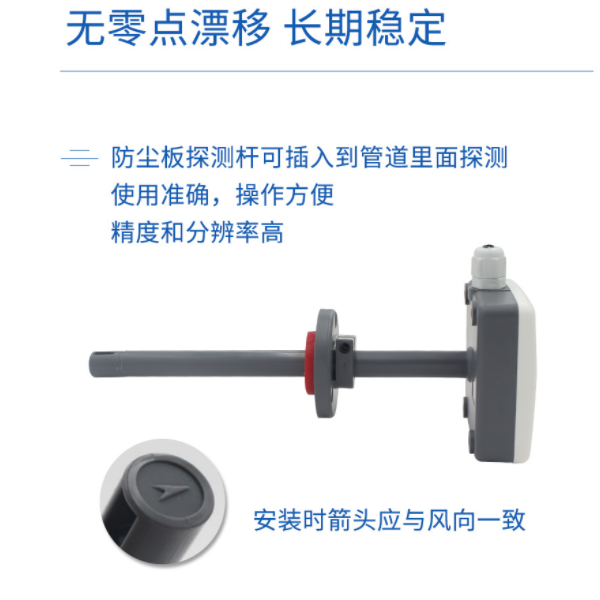 无零点漂移 长期稳定
防尘板探测杆可插入到管道里面探测
使用准确，操作方便
精度和分辨率高
安装时箭头应与风向一致